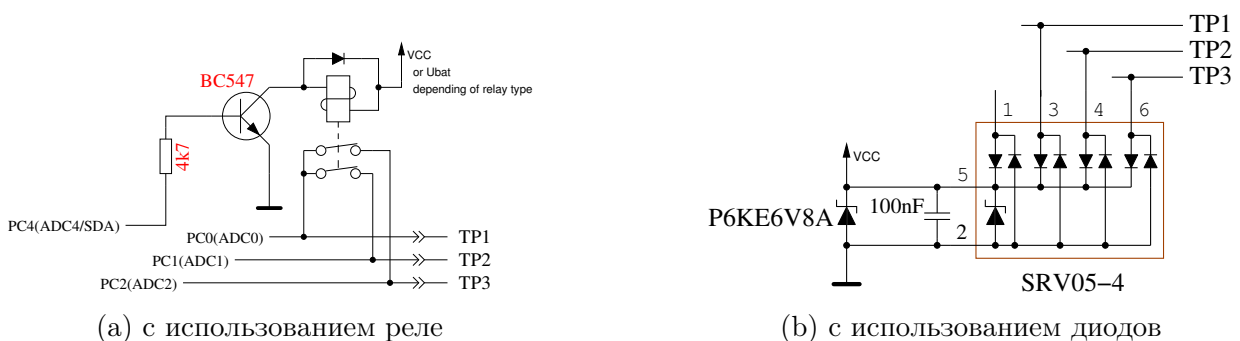 BC547
VCC
or Ubat
depending of relay type
4k7
PC4(ADC4/SDA)
PC0(ADC0)
TP1
PC1(ADC1)
TP2
PC2(ADC2)
TP3
(a) с использованием реле
TP1
TP2
TP3
1
3
4
6
VCC
5
P6KE6V8A
100nF
2
SRV05−4
(b) с использованием диодов